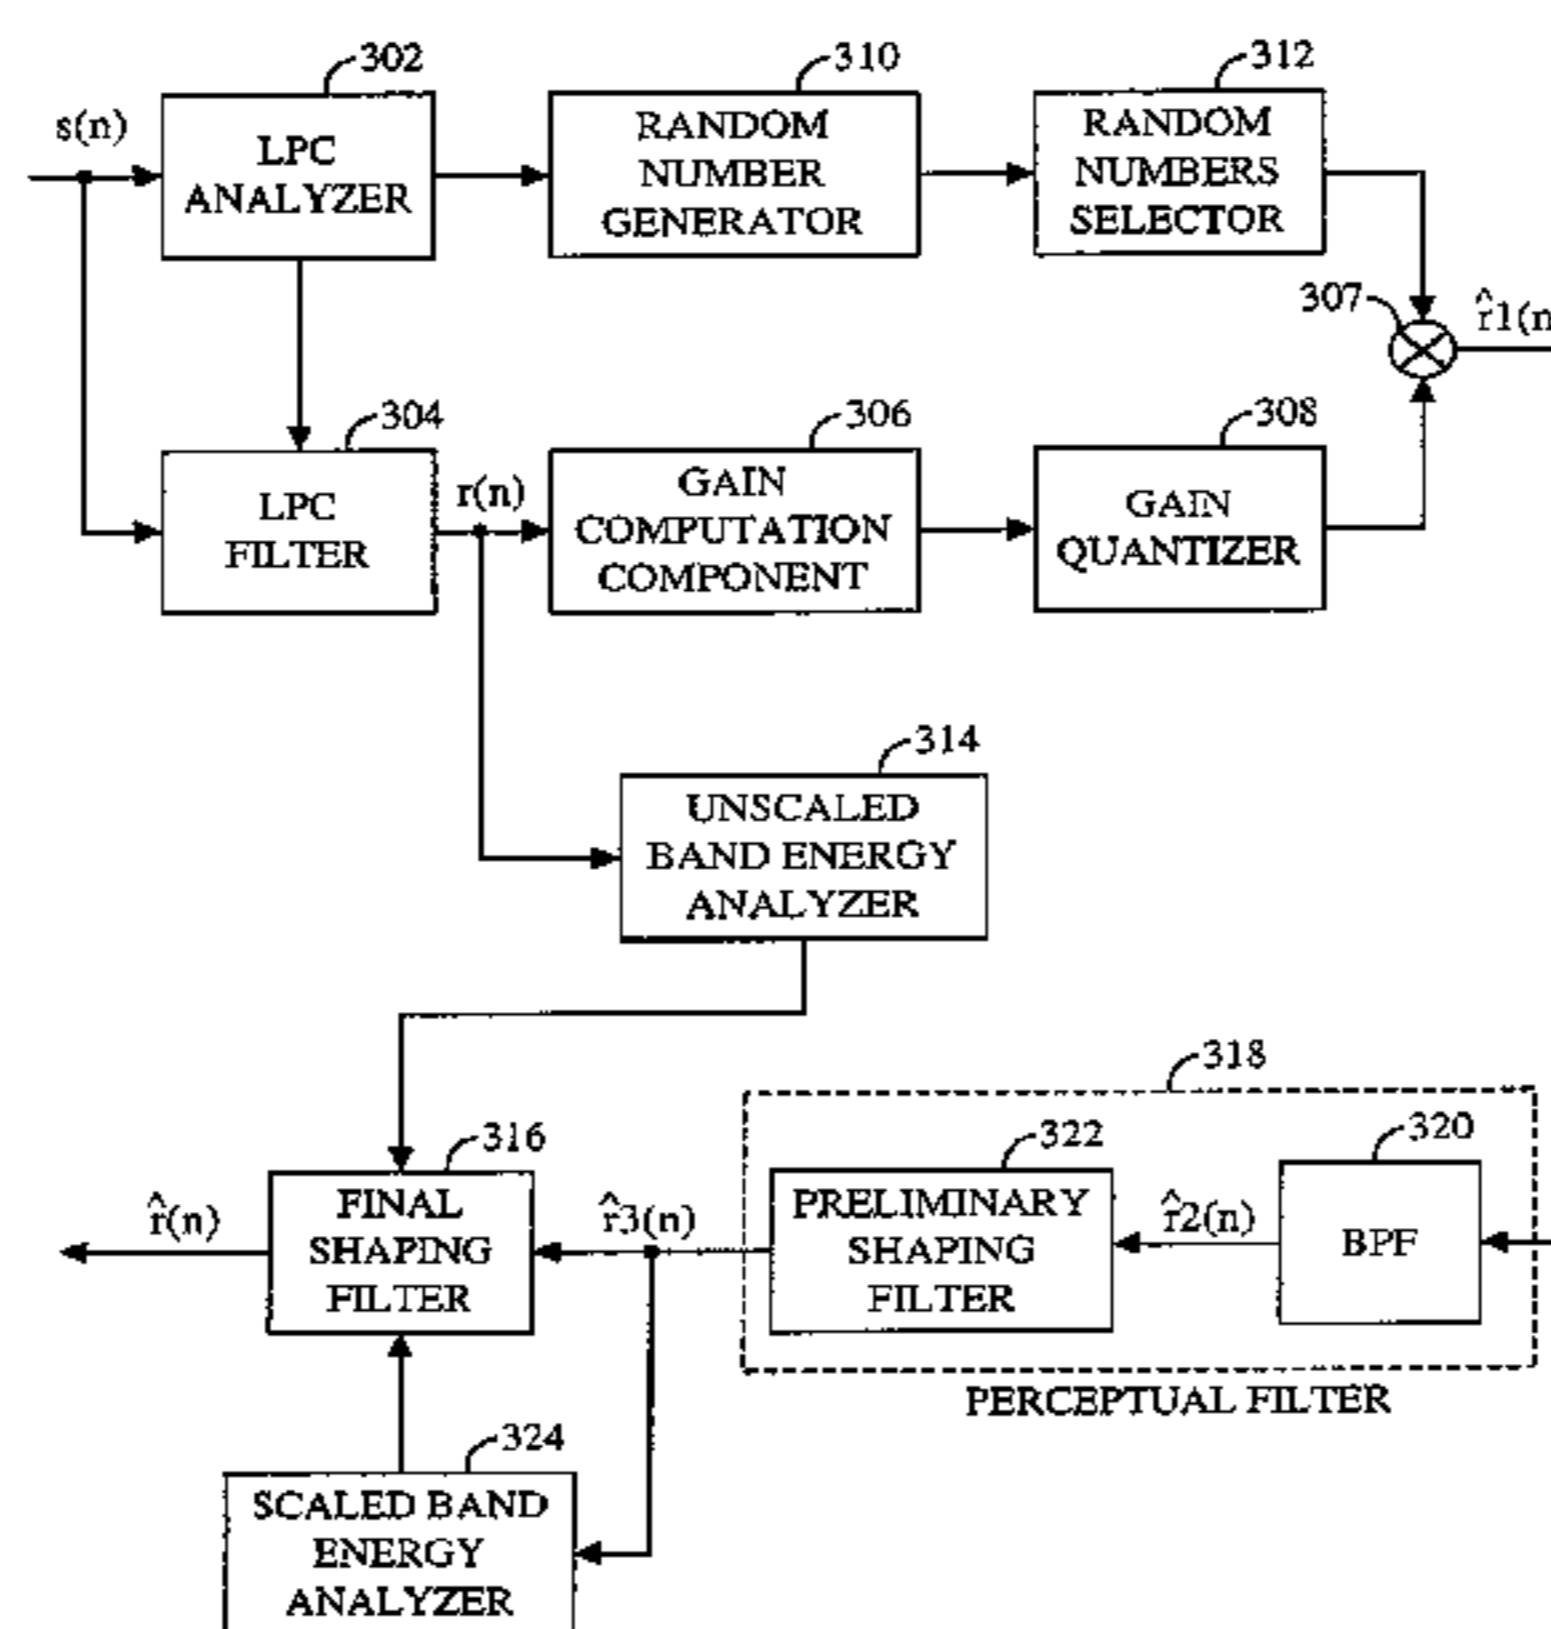 302
310
312
s(n)
LPC
ANALYZER
RANDOM
NUMBER
GENERATOR
RANDOM
NUMBERS
SELECTOR
307
r̂1(n
304
306
308
LPC
FILTER
r(n)
GAIN
COMPUTATION
COMPONENT
GAIN
QUANTIZER
314
UNSCALED
BAND ENERGY
ANALYZER
318
316
322
320
r̂(n)
FINAL
SHAPING
FILTER
r̂3(n)
PRELIMINARY
SHAPING
FILTER
r̂2(n)
BPF
PERCEPTUAL FILTER
324
SCALED BAND
ENERGY
ANALYZER